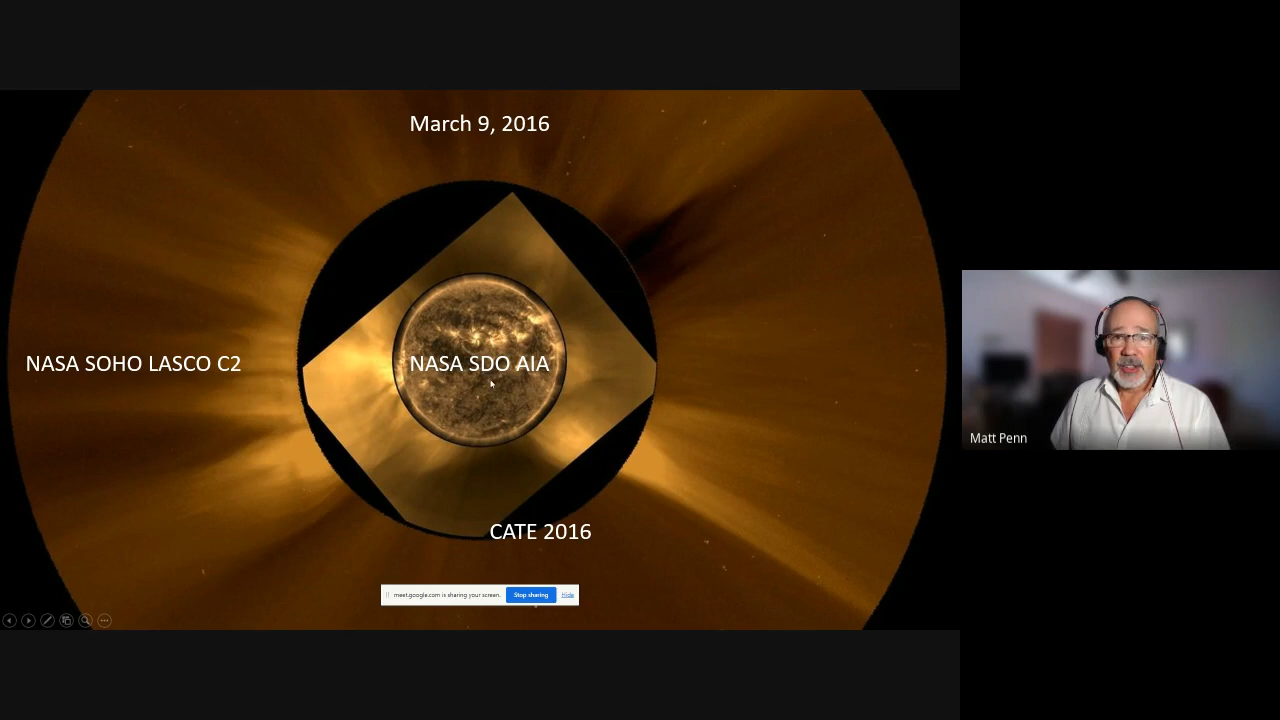 March 9, 2016
NASA SOHO LASCO C2
NASA SDO AIA
CATE 2016
meet.google.com is sharing your screen.
Stop sharing
Hide
Matt Penn